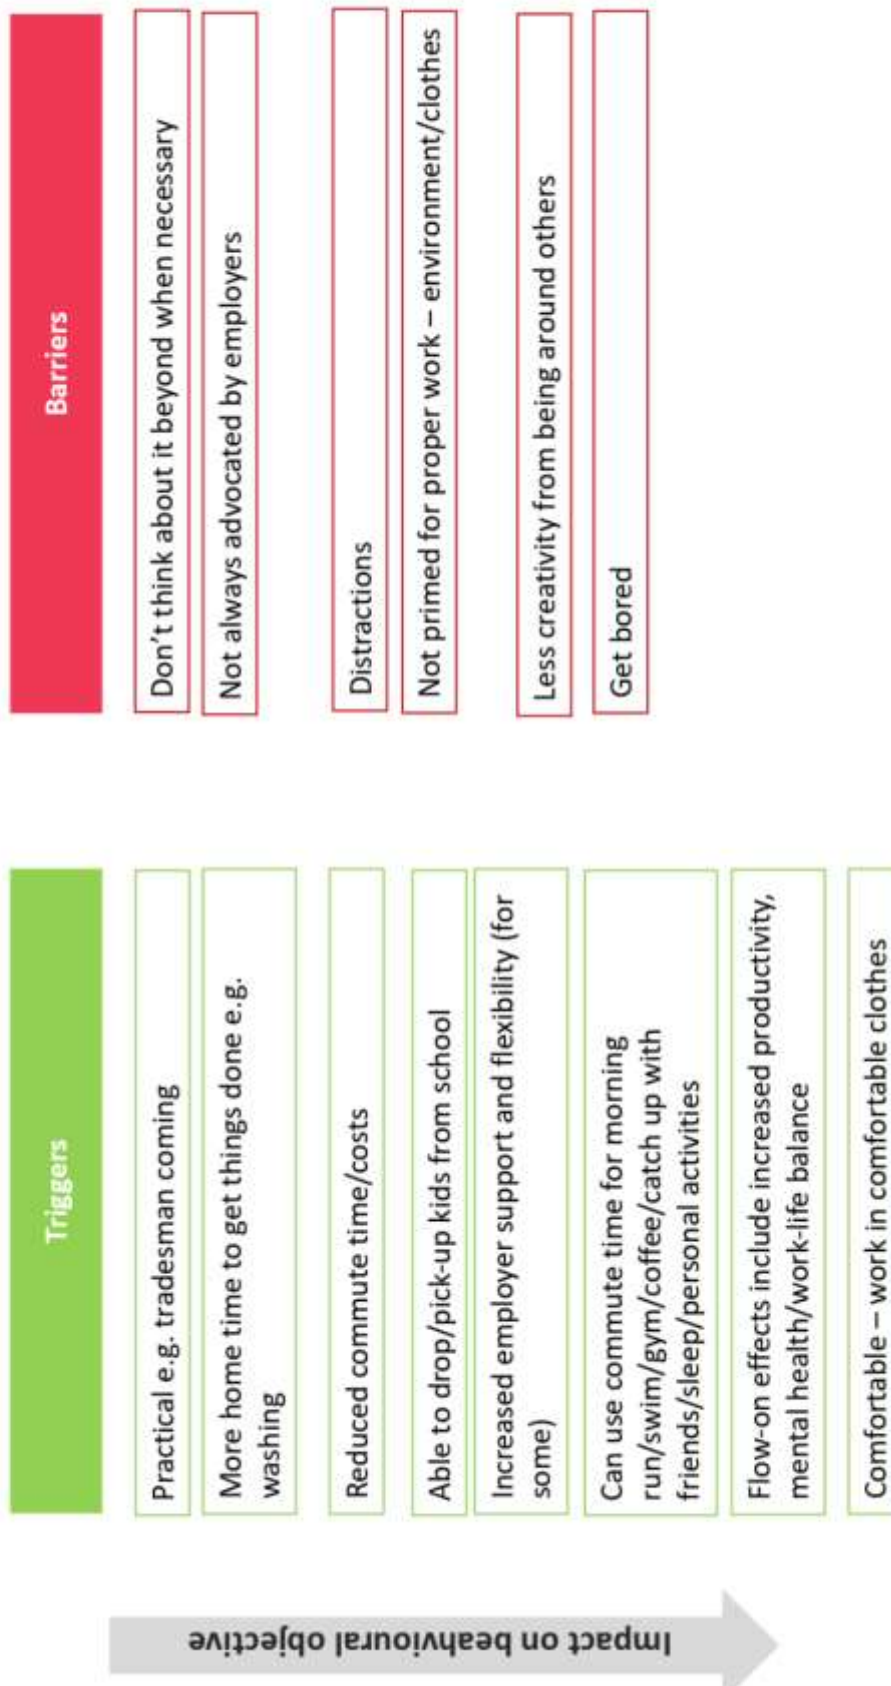 Impact on beahvioural objective
Triggers
Practical e.g. tradesman coming
More home time to get things done e.g.
washing
Reduced commute time/costs
Able to drop/pick-up kids from school
Increased employer support and flexibility (for
some)
Can use commute time for morning
run/swim/gym/coffee/catch up with
friends/sleep/personal activities
Flow-on effects include increased productivity,
mental health/work-life balance
Comfortable – work in comfortable clothes
Barriers
Don't think about it beyond when necessary
Not always advocated by employers
Distractions
Not primed for proper work – environment/clothes
Less creativity from being around others
Get bored